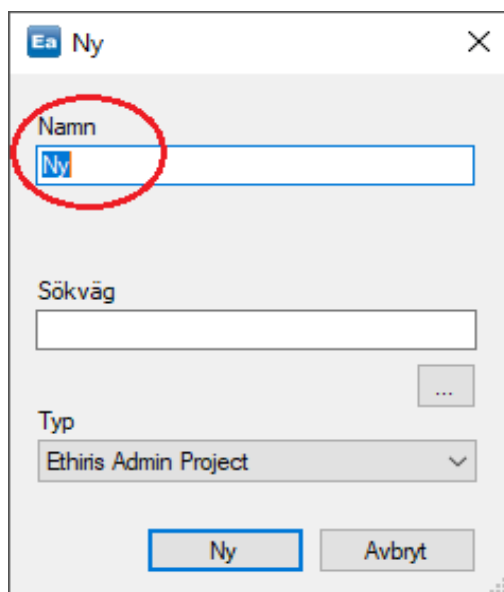 Ea Ny
Namn
Ny
Sökväg
...
Typ
Ethiris Admin Project
Ny Avbryt